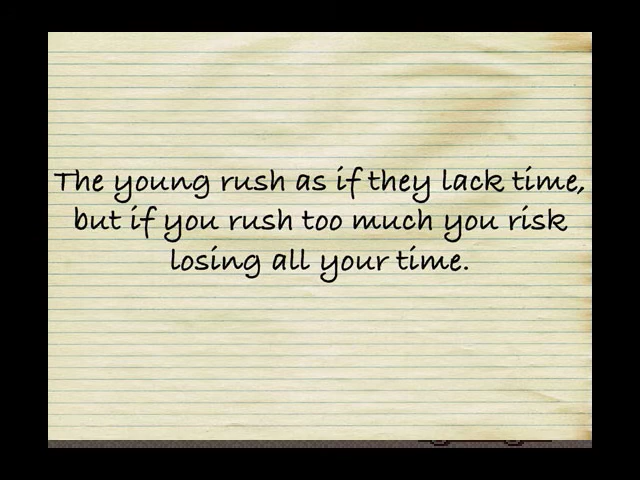 The young rush as if they lack time,
but if you rush too much you risk
losing all your time.